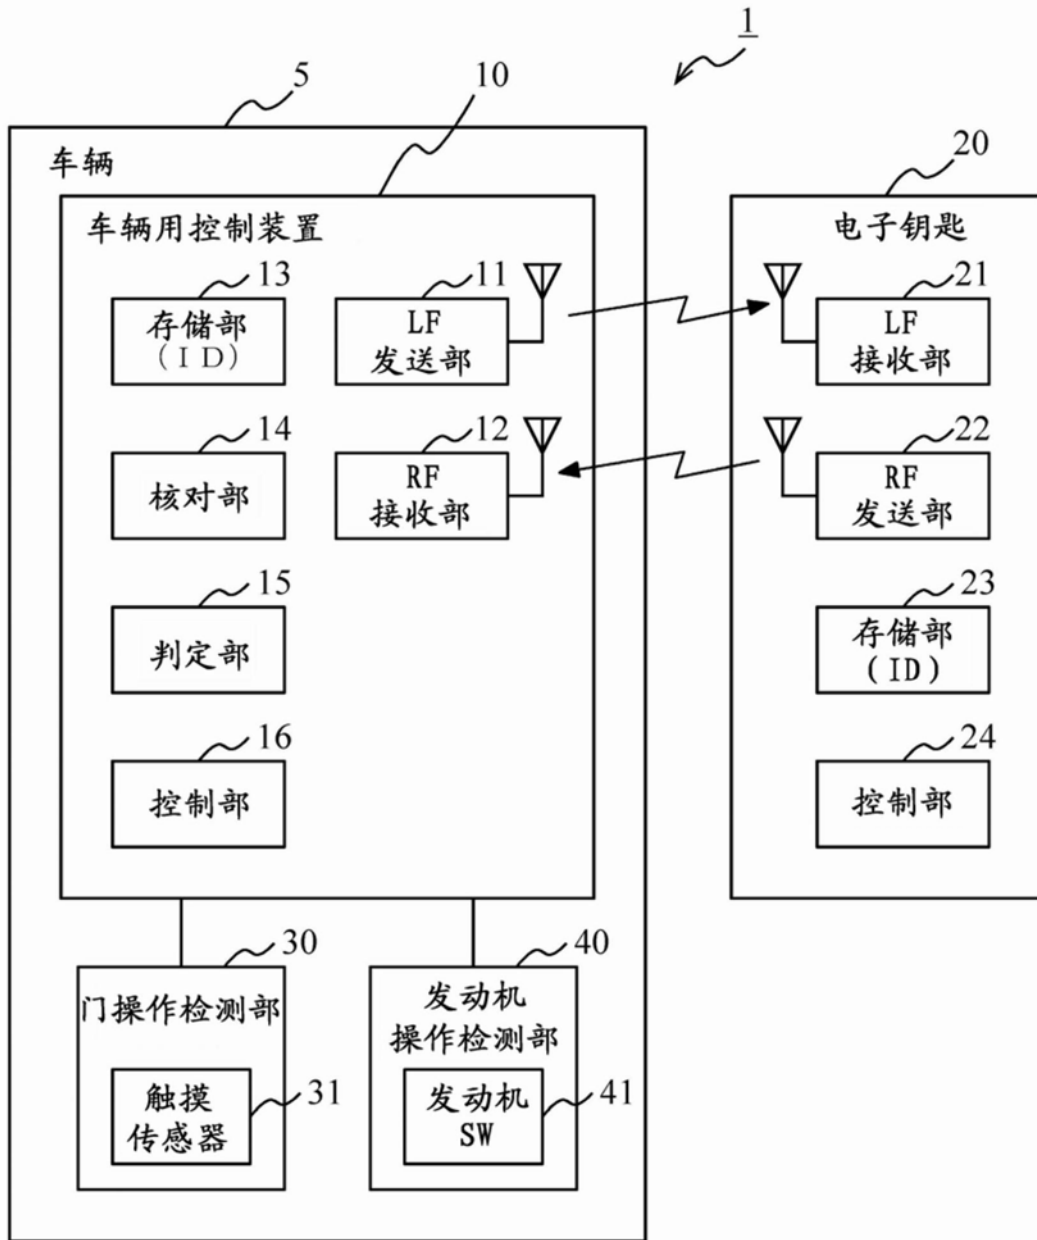 1
5
10
20
车辆
车辆用控制装置
电子钥匙
13
存储部
(ID)
11
LF
发送部
21
LF
接收部
14
核对部
12
RF
接收部
22
RF
发送部
15
判定部
23
存储部
(ID)
16
控制部
24
控制部
30
门操作检测部
触摸
传感器
31
40
发动机
操作检测部
发动机
SW
41